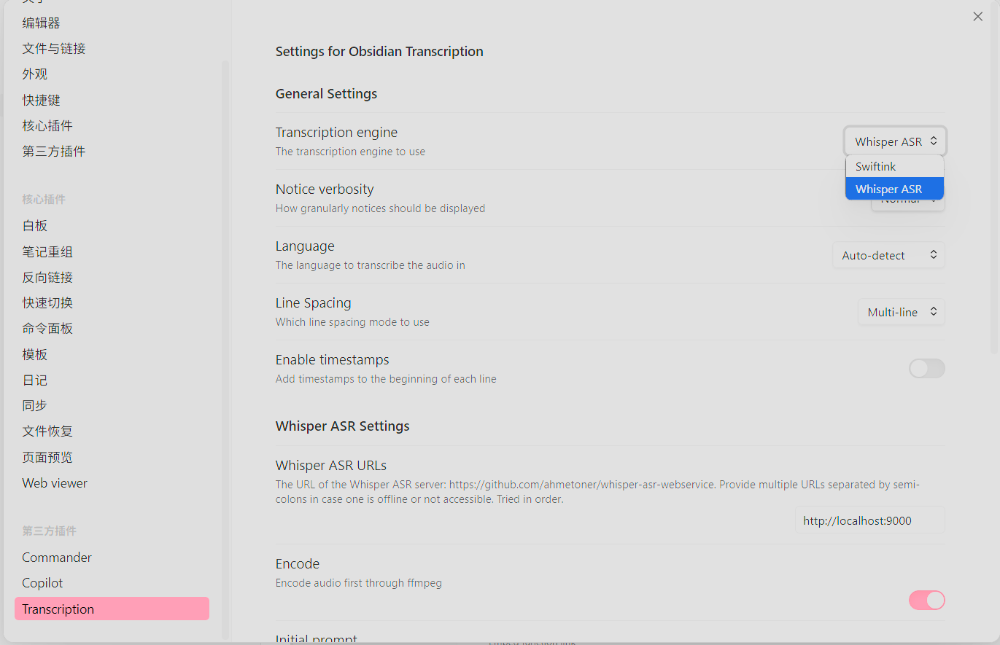 编辑器
文件与链接
外观
快捷键
核心插件
第三方插件
核心插件
白板
笔记重组
反向链接
快速切换
命令面板
模板
日记
同步
文件恢复
页面预览
Web viewer
第三方插件
Commander
Copilot
Transcription
Settings for Obsidian Transcription
General Settings
Transcription engine
The transcription engine to use
Whisper ASR
Swiftink
Whisper ASR
Notice verbosity
How granularly notices should be displayed
Normal
Language
The language to transcribe the audio in
Auto-detect
Line Spacing
Which line spacing mode to use
Multi-line
Enable timestamps
Add timestamps to the beginning of each line
Whisper ASR Settings
Whisper ASR URLs
The URL of the Whisper ASR server: https://github.com/ahmetoner/whisper-asr-webservice. Provide multiple URLs separated by semi-
colons in case one is offline or not accessible. Tried in order.
http://localhost:9000
Encode
Encode audio first through ffmpeg
Initial prompt